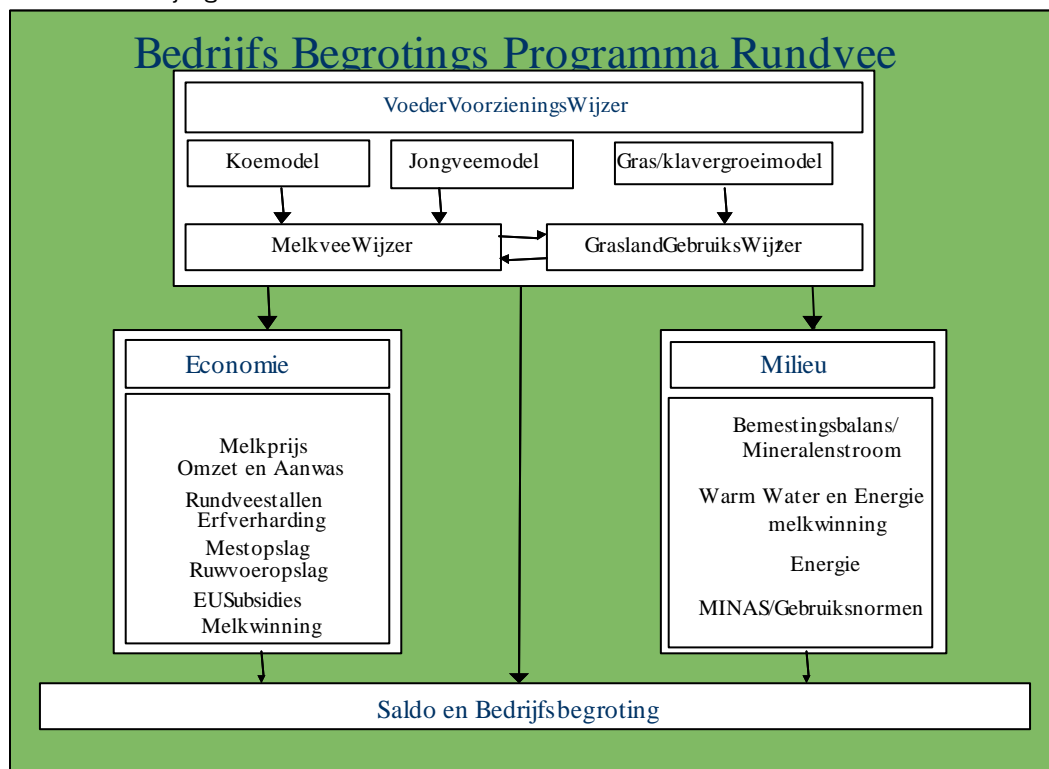 Bedrijfs Begrotings Programma Rundvee
VoederVoorzieningsWijzer
Koemodel
Jongveemodel
Gras/klavergroeimodel
MelkveeWijzer
GraslandGebruiksWijzer
Economie
Melkprijs
Omzet en Aanwas
Rundveestallen
Erfverharding
Mestopslag
Ruwvoeropslag
EUSubsidies
Melkwinning
Milieu
Bemestingsbalans/
Mineralenstroom
Warm Water en Energie
melkwinning
Energie
MINAS/Gebruiksnormen
Saldo en Bedrijfsbegroting